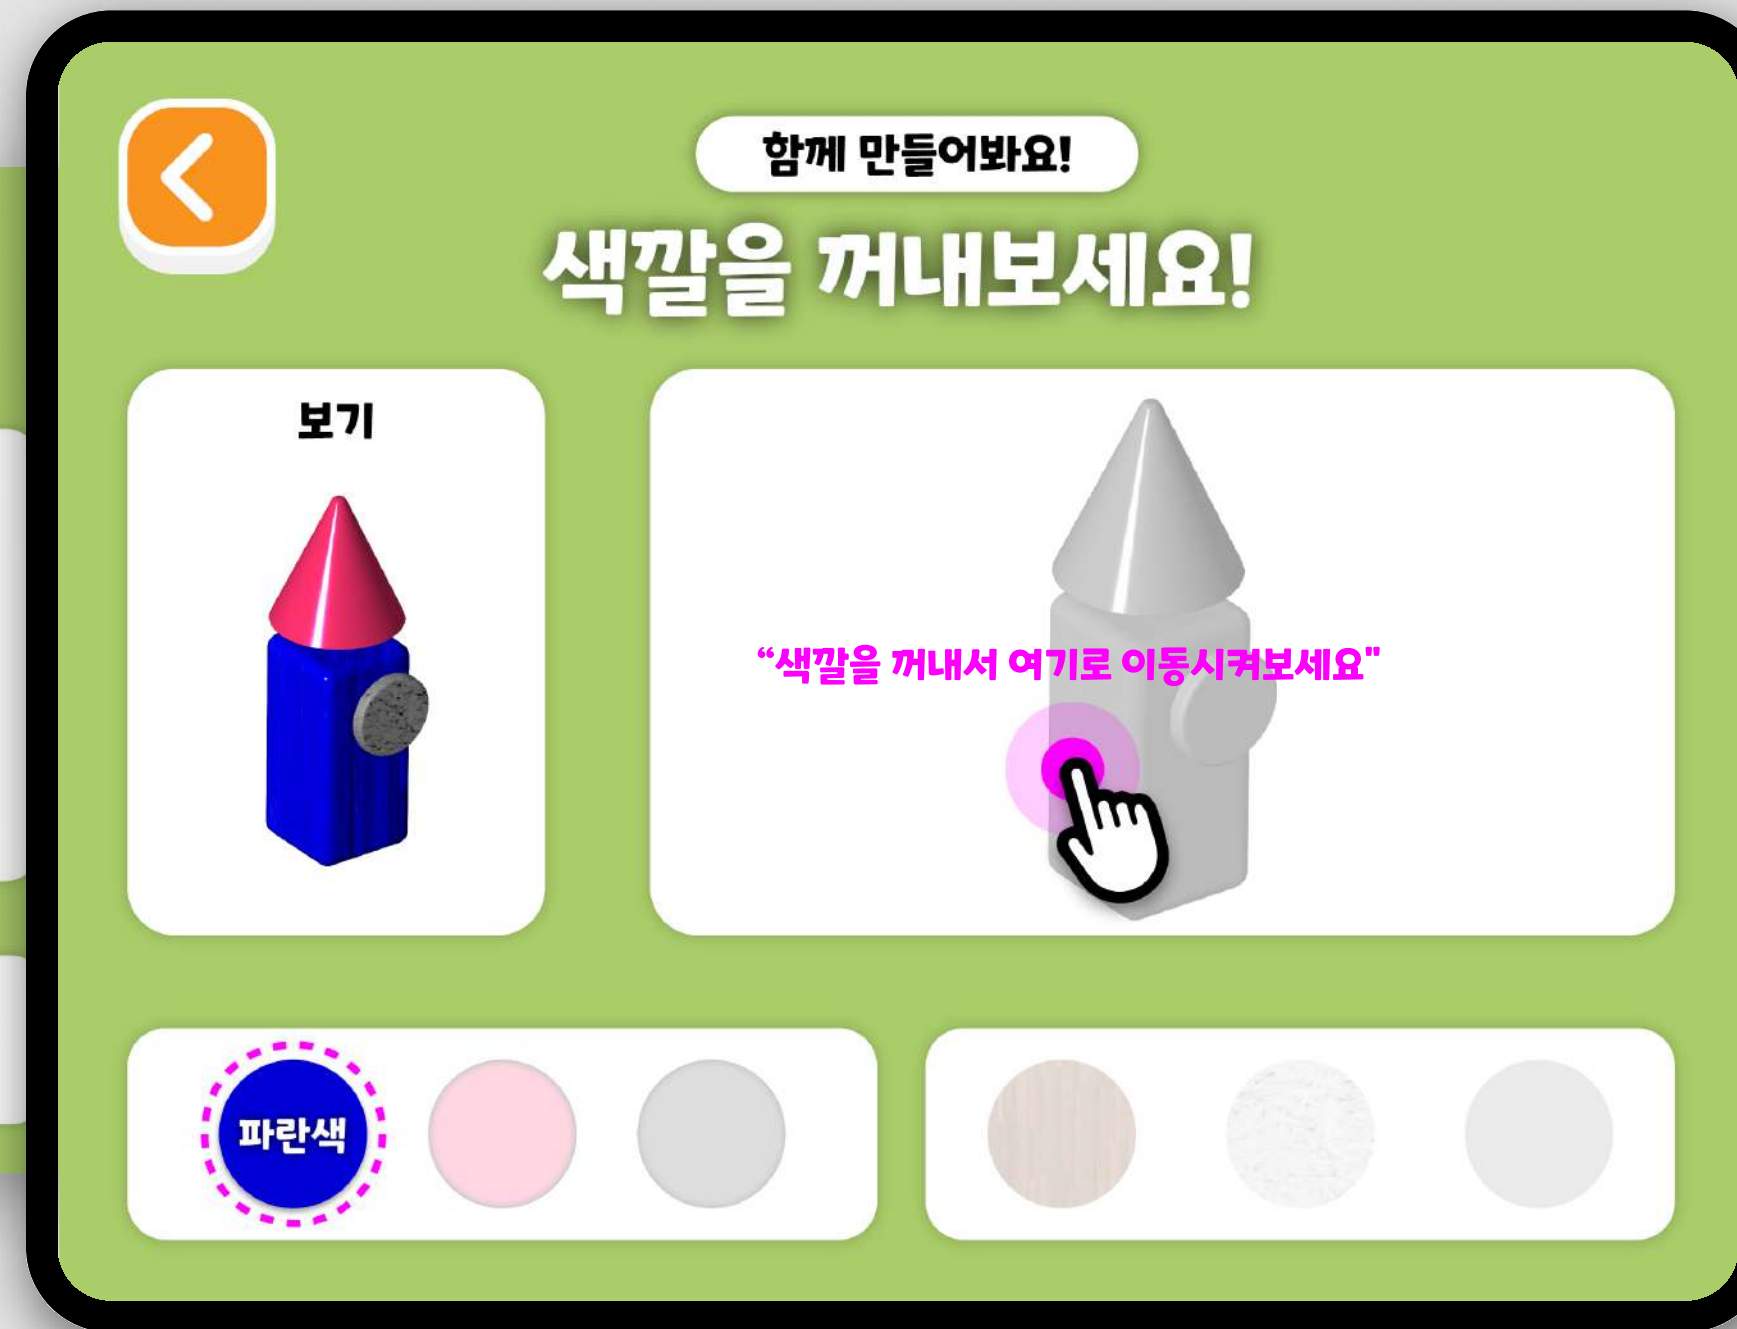 함께 만들어봐요!
색깔을 꺼내보세요!
보기
“색깔을 꺼내서 여기로 이동시켜보세요"
파란색